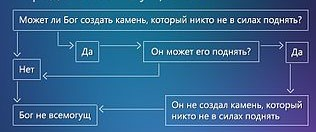 Может ли Бог создать камень, который никто не в силах поднять?
Да
Он может его поднять?
Да
Нет
Бог не всемогущ
Он не создал камень, который
никто не в силах поднять